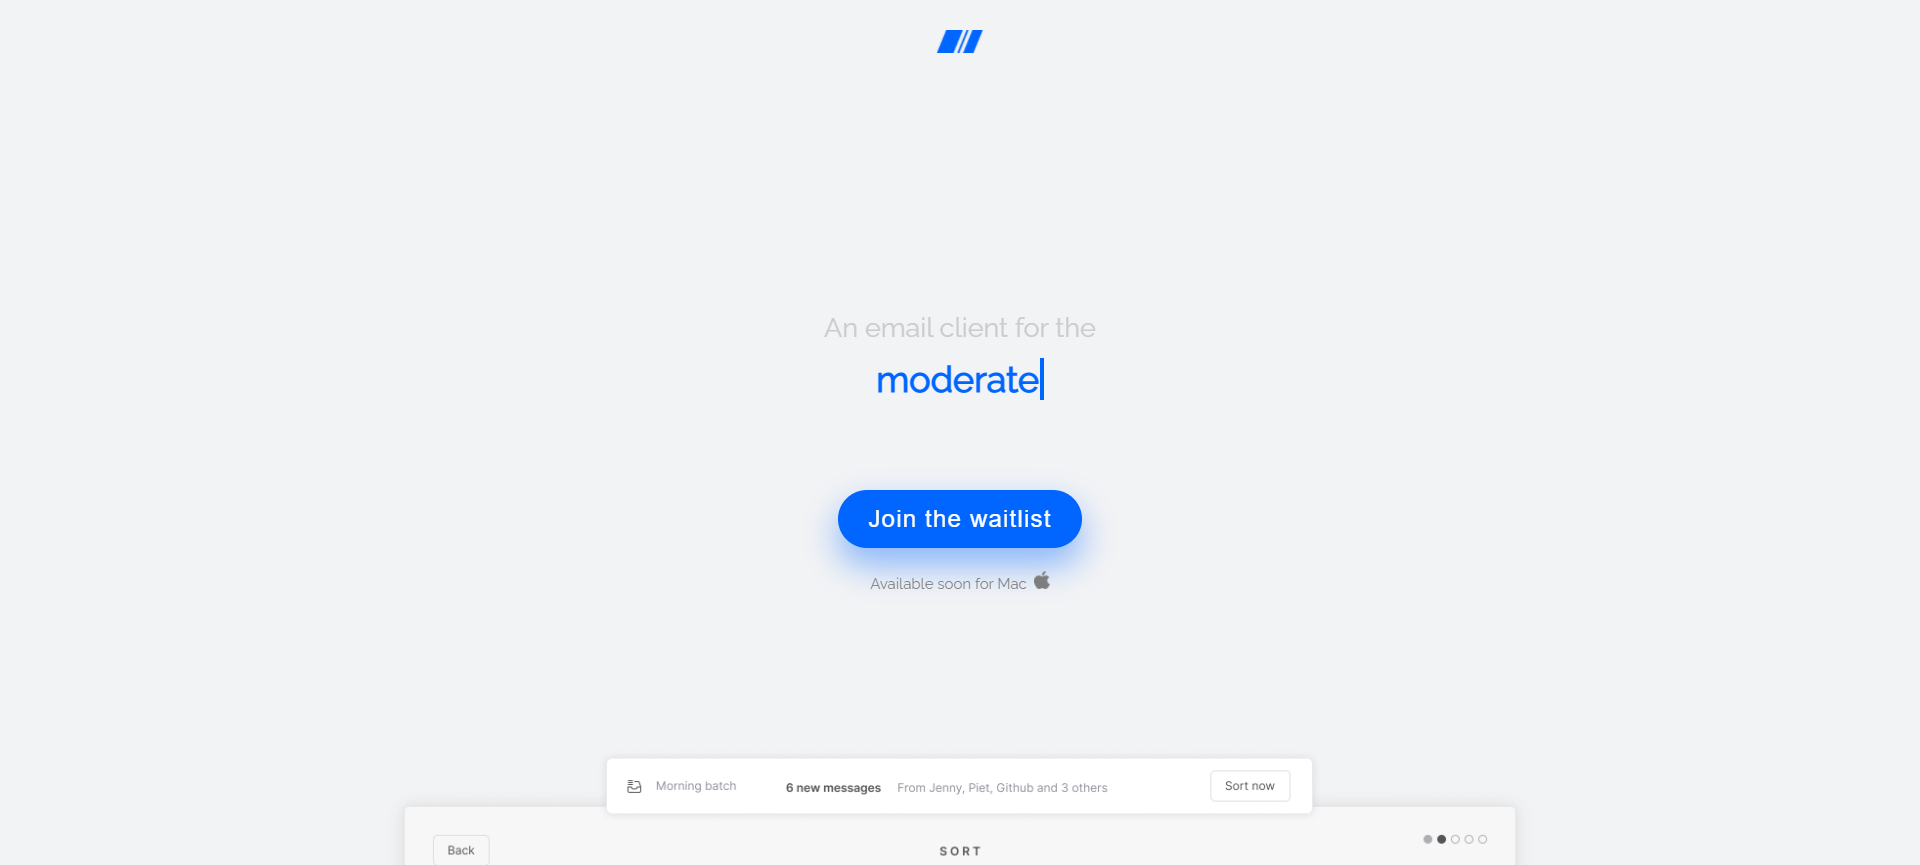 An email client for the
moderate
Join the waitlist
Available soon for Mac
Morning batch 6 new messages From Jenny, Piet, Github and 3 others Sort now
Back SORT